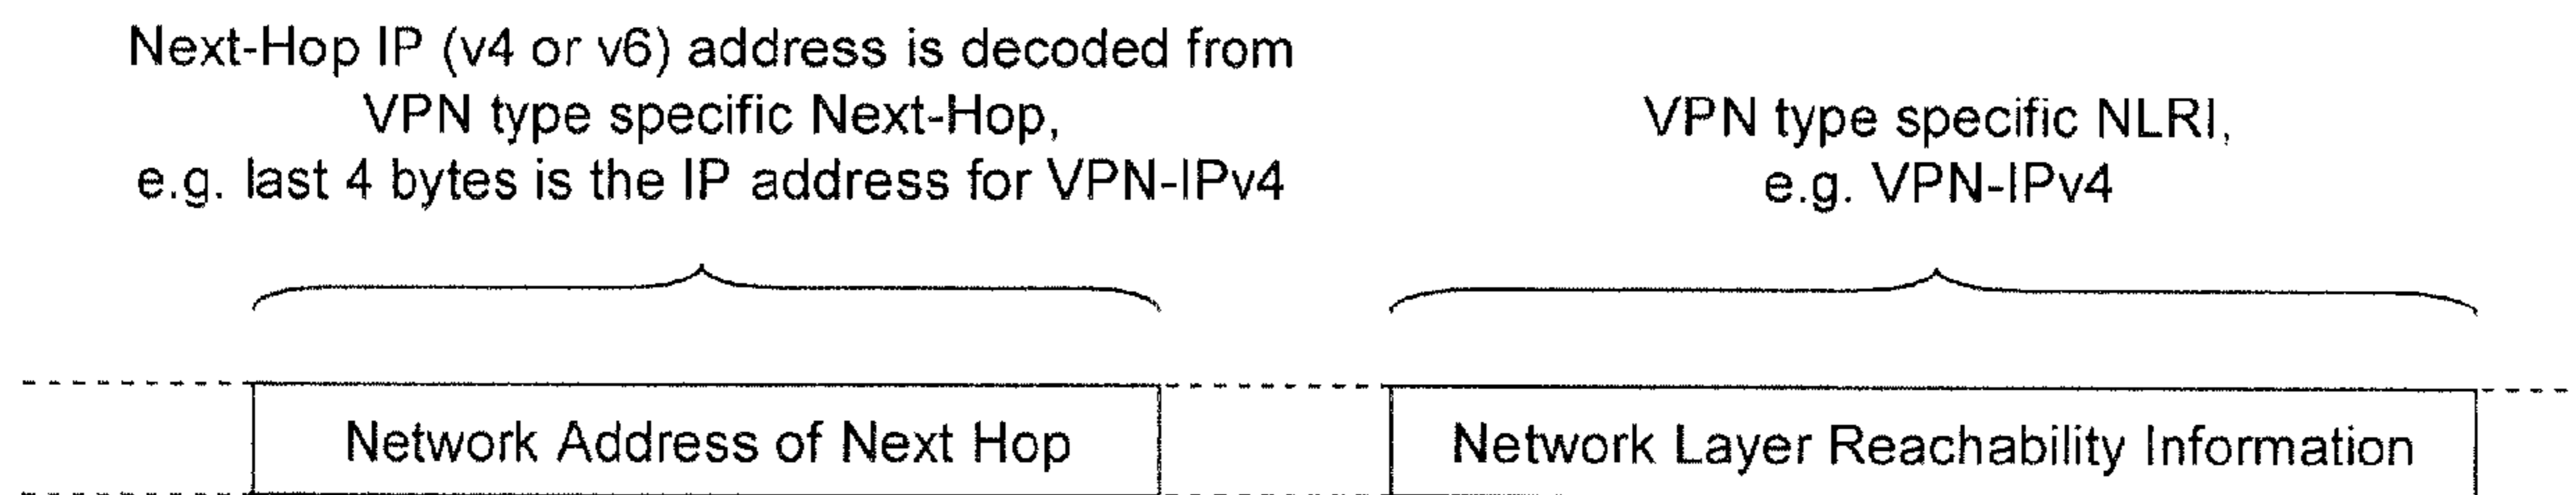 Next-Hop IP (v4 or v6) address is decoded from
VPN type specific Next-Hop,
e.g. last 4 bytes is the IP address for VPN-IPv4
VPN type specific NLRI,
e.g. VPN-IPv4
Network Address of Next Hop
Network Layer Reachability Information